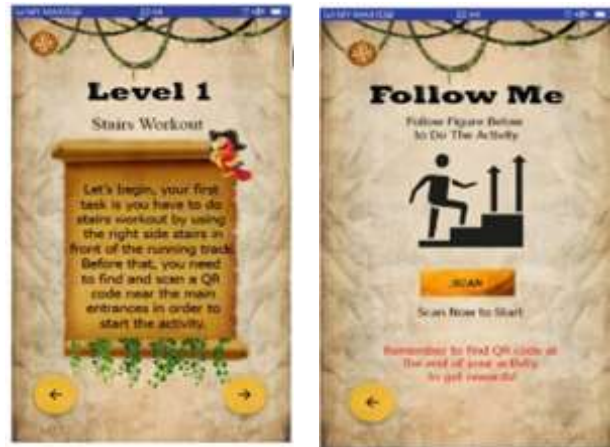 22:44
Level 1
Stairs Workout
Let's begin, your first
task is you have to do
stairs workout by using
the right side stairs in
front of the running track.
Before that, you need
to find and scan a QR
code near the main
entrances in order to
start the activity.
22:44
Follow Me
Follow Figure Below
to Do The Activity
SCAN
Scan Now to Start
Remember to find QR code at
the end of your activity
to get rewards!